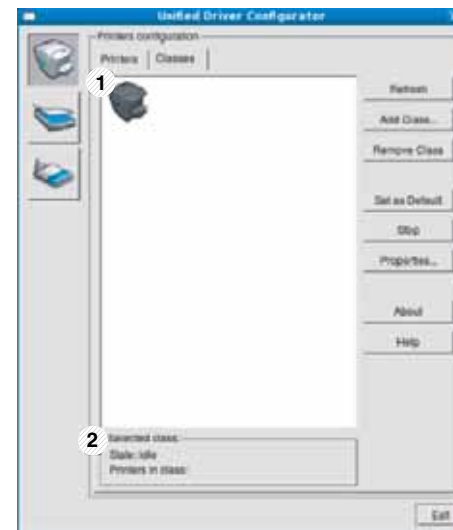 Unified Driver Configurator
Printers configuration
Printers Classes
1
Refresh
Add Class...
Remove Class
Set as Default
Stop
Properties...
About
Help
2
Selected class:
State: Idle
Printers in class:
Exit